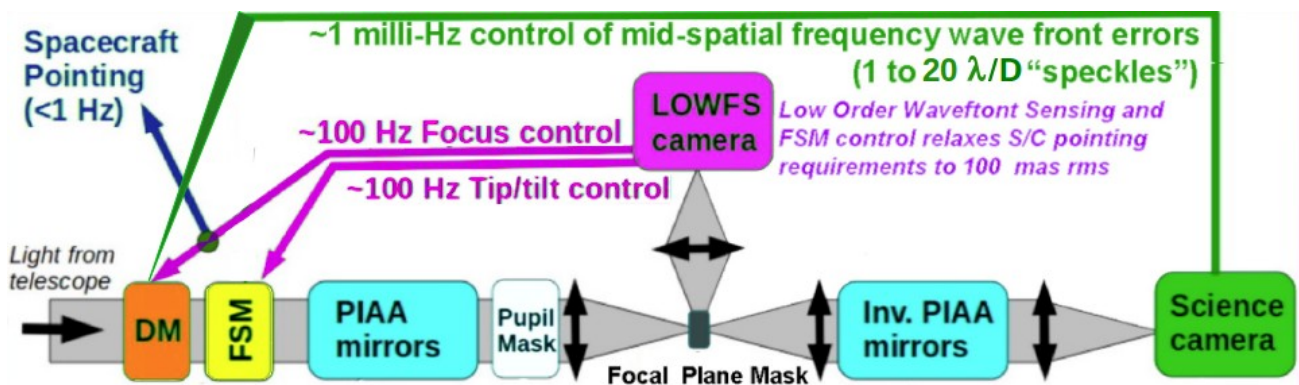 Spacecraft
Pointing
(<1 Hz)
~1 milli-Hz control of mid-spatial frequency wave front errors
(1 to 20 λ/D “speckles”)
LOWFS
camera
Low Order Waveftont Sensing and
FSM control relaxes S/C pointing
requirements to 100 mas rms
~100 Hz Focus control
~100 Hz Tip/tilt control
Light from
telescope
DM
FSM
PIAA
mirrors
Pupil
Mask
Focal Plane Mask
Inv. PIAA
mirrors
Science
camera